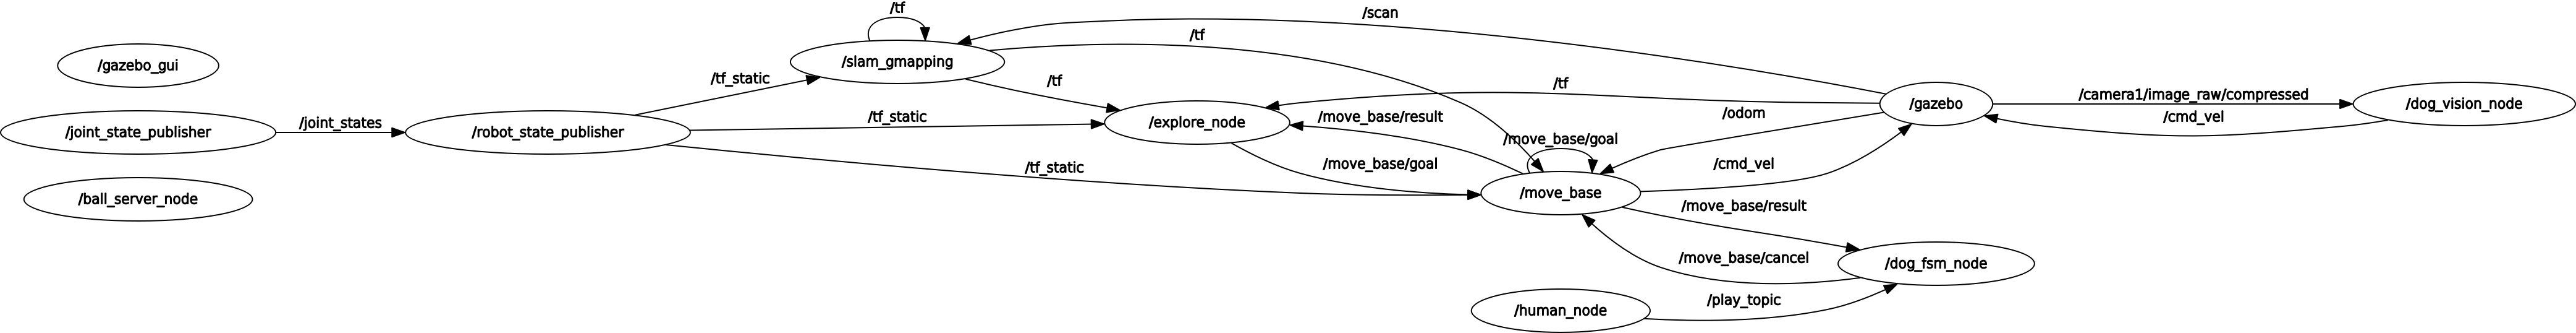 /tf
/scan
/tf
/gazebo_gui
/slam_gmapping
/tf_static
/tf
/tf
/camera1/image_raw/compressed
/gazebo
/dog_vision_node
/joint_states
/joint_state_publisher
/robot_state_publisher
/tf_static
/explore_node
/move_base/result
/odom
/cmd_vel
/move_base/goal
/tf_static
/move_base/goal
/cmd_vel
/ball_server_node
/move_base
/move_base/result
/move_base/cancel
/dog_fsm_node
/play_topic
/human_node